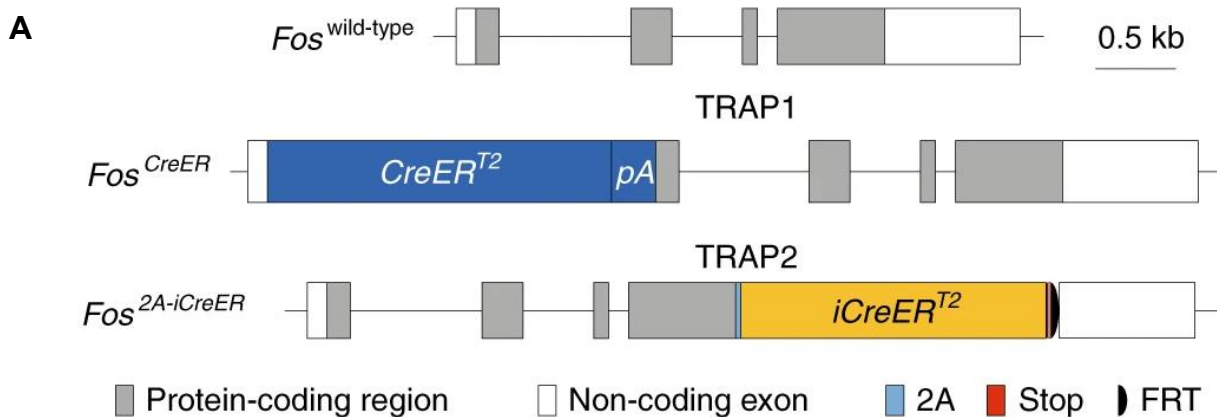 A
Fos wild-type
0.5 kb
TRAP1
Fos CreER
CreER T2 pA
TRAP2
Fos 2A-iCreER
iCreER T2
Protein-coding region Non-coding exon 2A Stop FRT